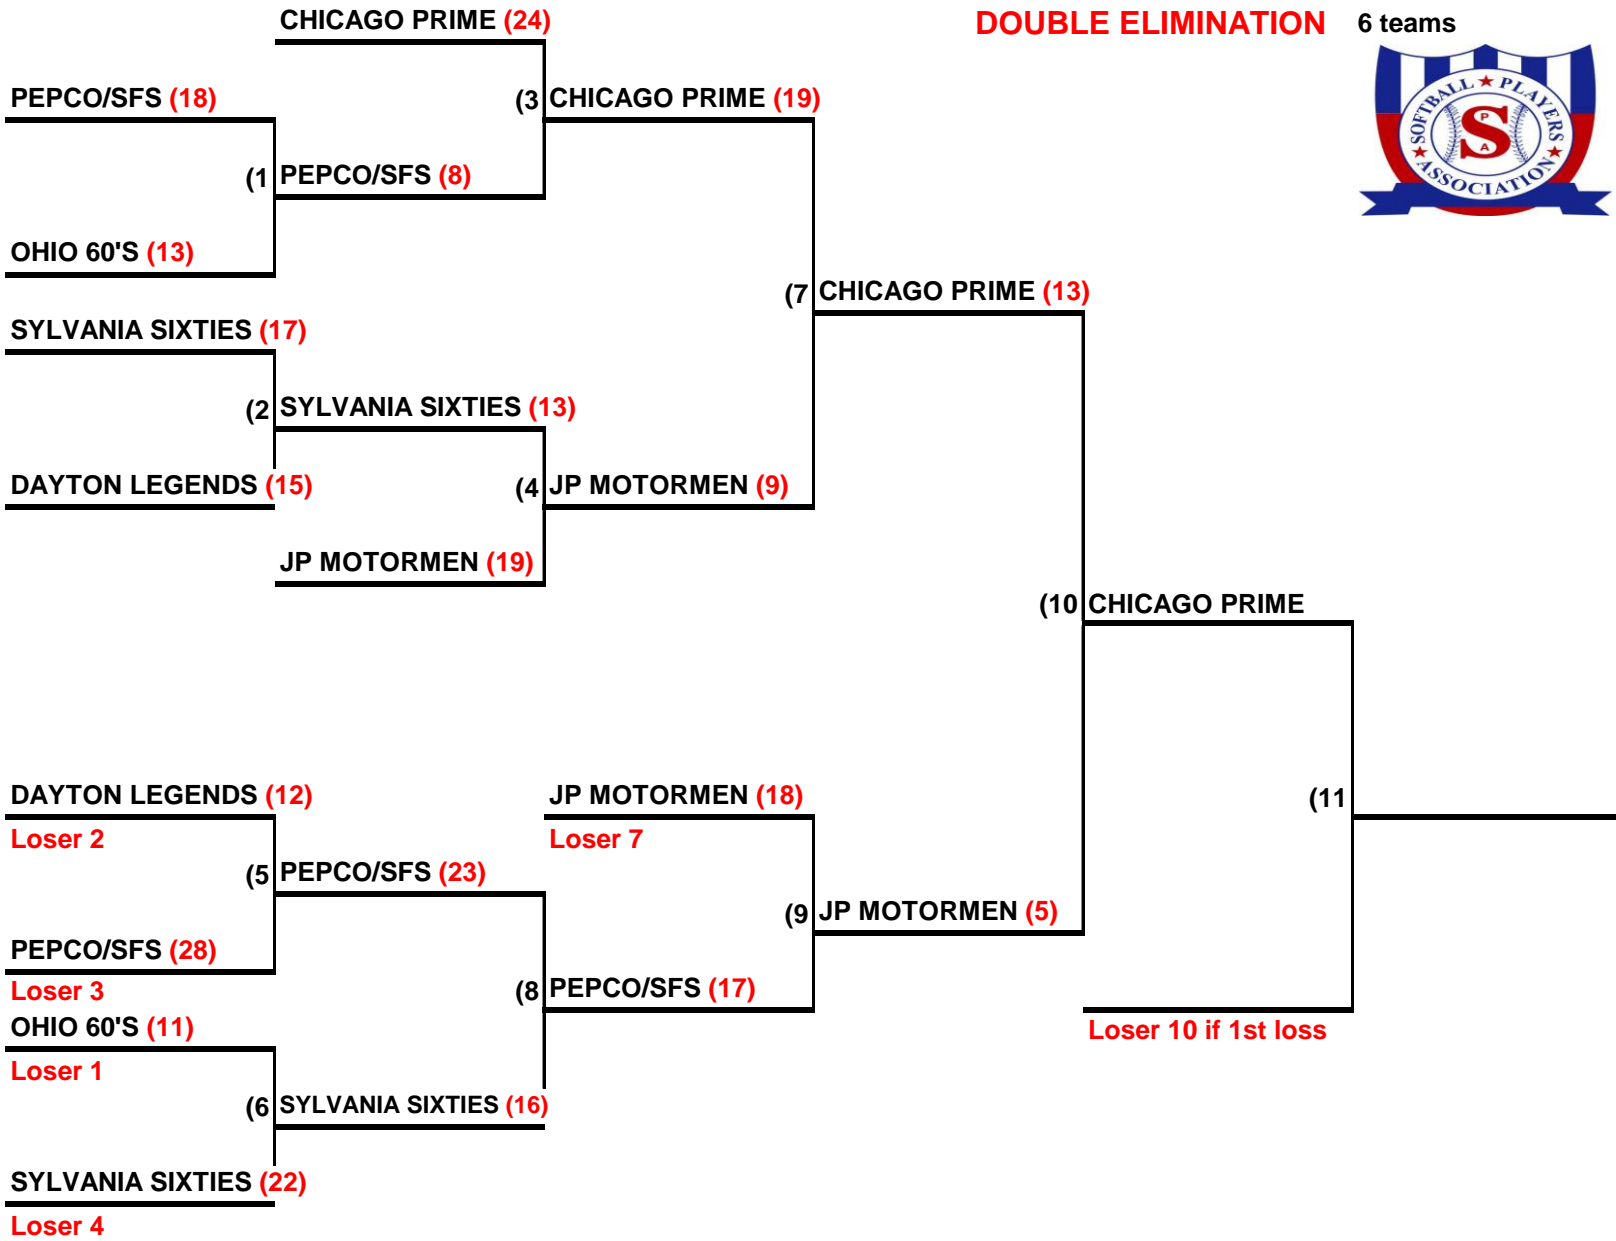 CHICAGO PRIME (24)
DOUBLE ELIMINATION 6 teams
SOFTBALL ★ PLAYERS ★ ASSOCIATION ★
P
S
A
PEPCO/SFS (18)
(3 CHICAGO PRIME (19)
(1 PEPCO/SFS (8)
OHIO 60'S (13)
(7 CHICAGO PRIME (13)
SYLVANIA SIXTIES (17)
(2 SYLVANIA SIXTIES (13)
DAYTON LEGENDS (15)
(4 JP MOTORMEN (9)
JP MOTORMEN (19)
(10 CHICAGO PRIME
DAYTON LEGENDS (12)
Loser 2
JP MOTORMEN (18)
Loser 7
(11
(5 PEPCO/SFS (23)
(9 JP MOTORMEN (5)
PEPCO/SFS (28)
Loser 3
(8 PEPCO/SFS (17)
OHIO 60'S (11)
Loser 1
Loser 10 if 1st loss
(6 SYLVANIA SIXTIES (16)
SYLVANIA SIXTIES (22)
Loser 4